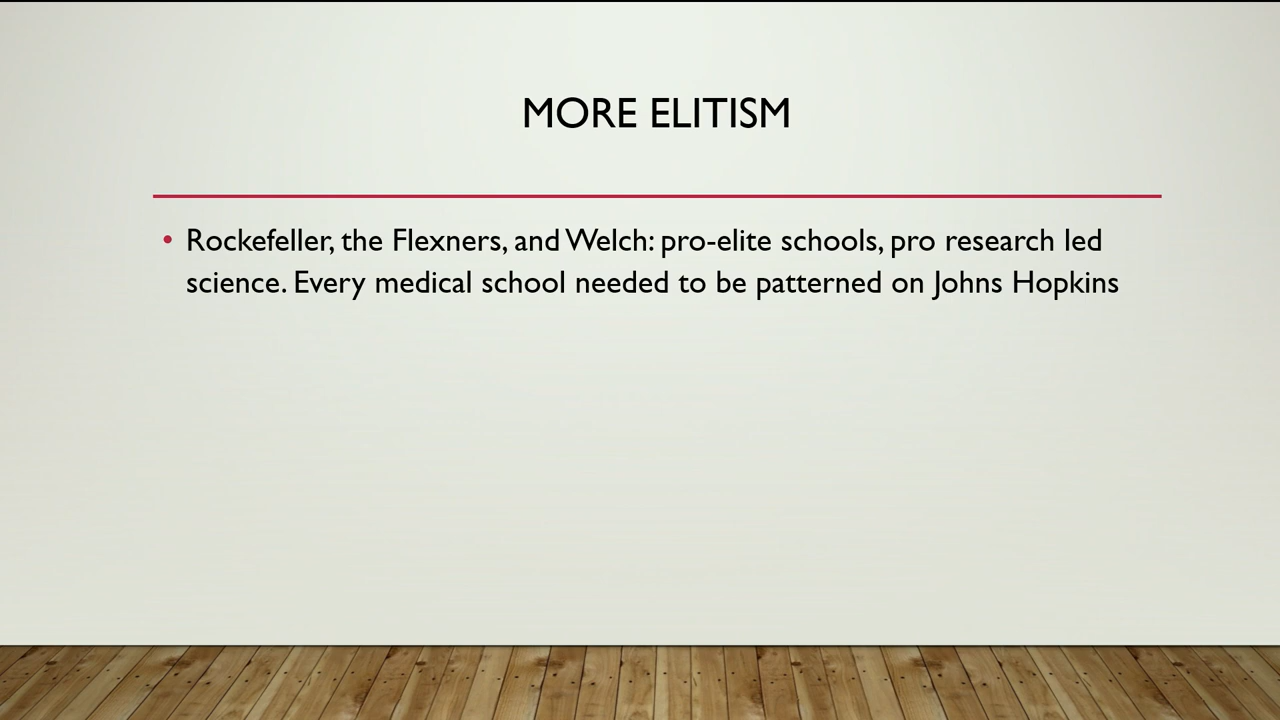 MORE ELITISM
• Rockefeller, the Flexners, and Welch: pro-elite schools, pro research led
science. Every medical school needed to be patterned on Johns Hopkins